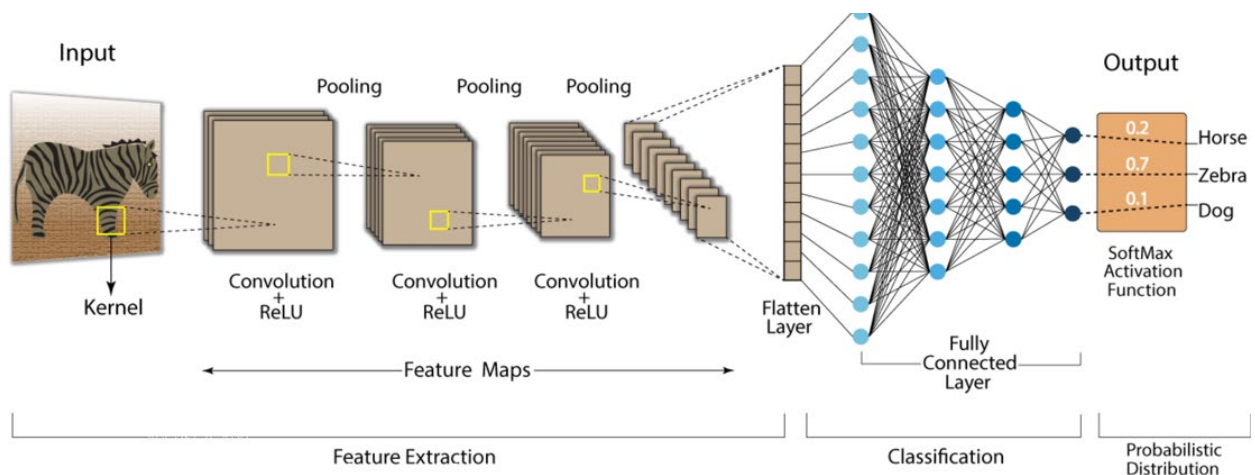 Input
Kernel
Pooling
Pooling
Pooling
Convolution
+
ReLU
Convolution
+
ReLU
Convolution
+
ReLU
Feature Maps
Flatten
Layer
Fully
Connected
Layer
Output
0.2
Horse
0.7
Zebra
0.1
Dog
SoftMax
Activation
Function
Feature Extraction
Classification
Probabilistic
Distribution